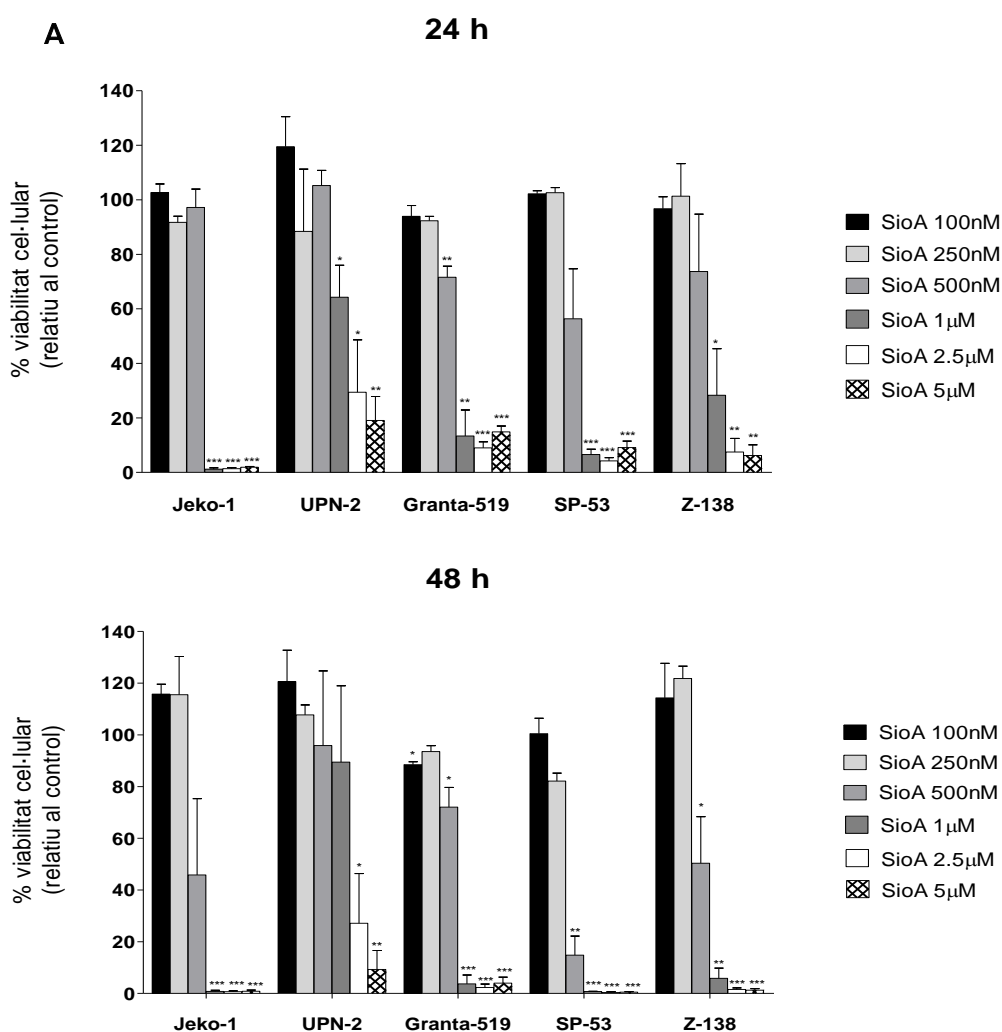 A
24 h
% viabilitat cel·lular
(relatiu al control)
140
120
100
80
60
40
20
0
*** *** ***
* * **
** ** *** ***
*** *** ***
* ** **
Jeko-1 UPN-2 Granta-519 SP-53 Z-138
SioA 100nM
SioA 250nM
SioA 500nM
SioA 1µM
SioA 2.5µM
SioA 5µM
48 h
% viabilitat cel·lular
(relatiu al control)
140
120
100
80
60
40
20
0
*** *** ***
* **
* * *** *** ***
** *** *** ***
* ** *** ***
Jeko-1 UPN-2 Granta-519 SP-53 Z-138
SioA 100nM
SioA 250nM
SioA 500nM
SioA 1µM
SioA 2.5µM
SioA 5µM